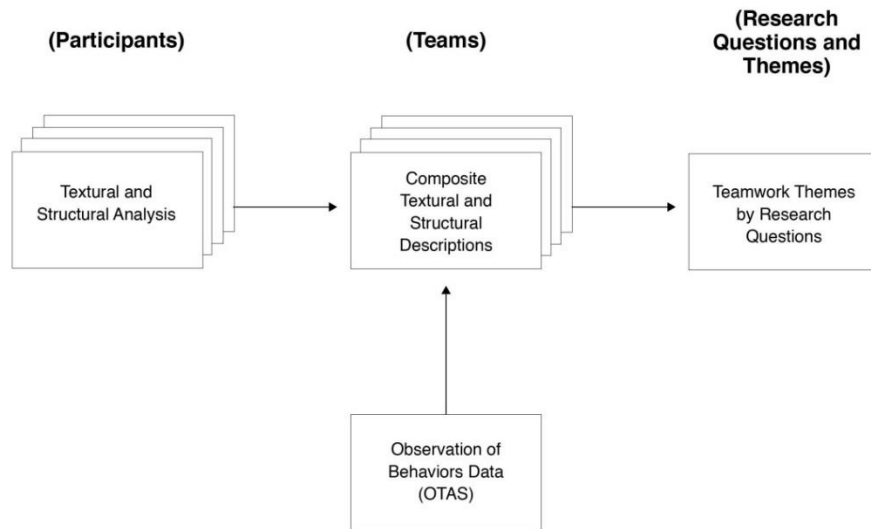 (Participants)
(Teams)
(Research
Questions and
Themes)
Textural and
Structural Analysis
Composite
Textural and
Structural
Descriptions
Teamwork Themes
by Research
Questions
Observation of
Behaviors Data
(OTAS)